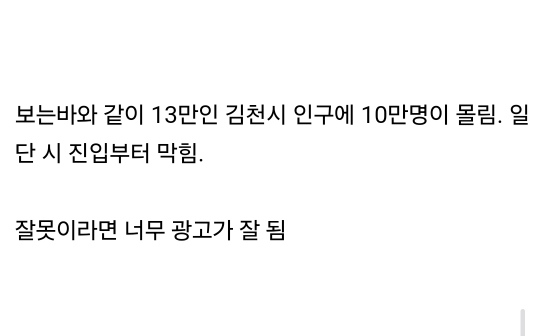 보는바와 같이 13만인 김천시 인구에 10만명이 몰림. 일
단 시 진입부터 막힘.
잘못이라면 너무 광고가 잘 됨